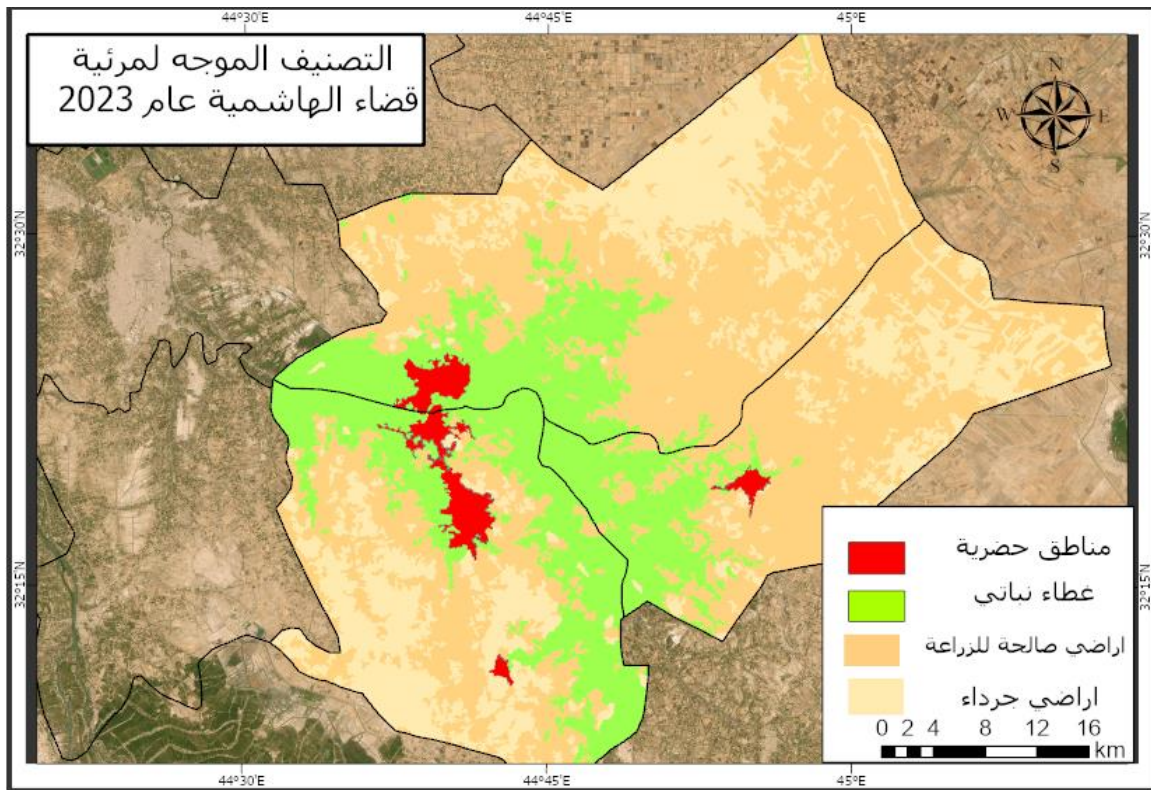 44°30'E
44°45'E
45°E
التصنيف الموجه لمرئية
قضاء الهاشمية عام 2023
N
W
E
S
32°30'N
32°30'N
32°15'N
32°15'N
مناطق حضرية
غطاء نباتي
اراضي صالحة للزراعة
اراضي جرداء
0 2 4 8 12 16
km
44°30'E
44°45'E
45°E